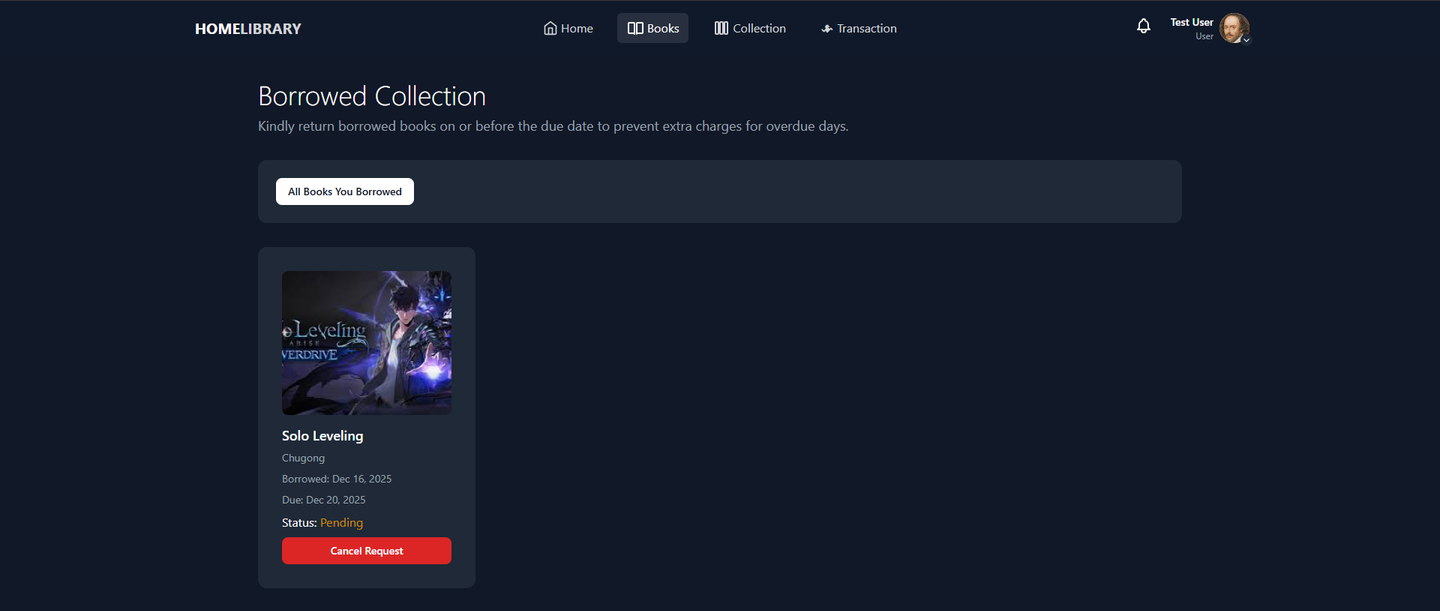 HOMELIBRARY
Home
Books
Collection
Transaction
Test User
User
Borrowed Collection
Kindly return borrowed books on or before the due date to prevent extra charges for overdue days.
All Books You Borrowed
o Leveling
ARISE
VERDRIVE
Solo Leveling
Chugong
Borrowed: Dec 16, 2025
Due: Dec 20, 2025
Status: Pending
Cancel Request